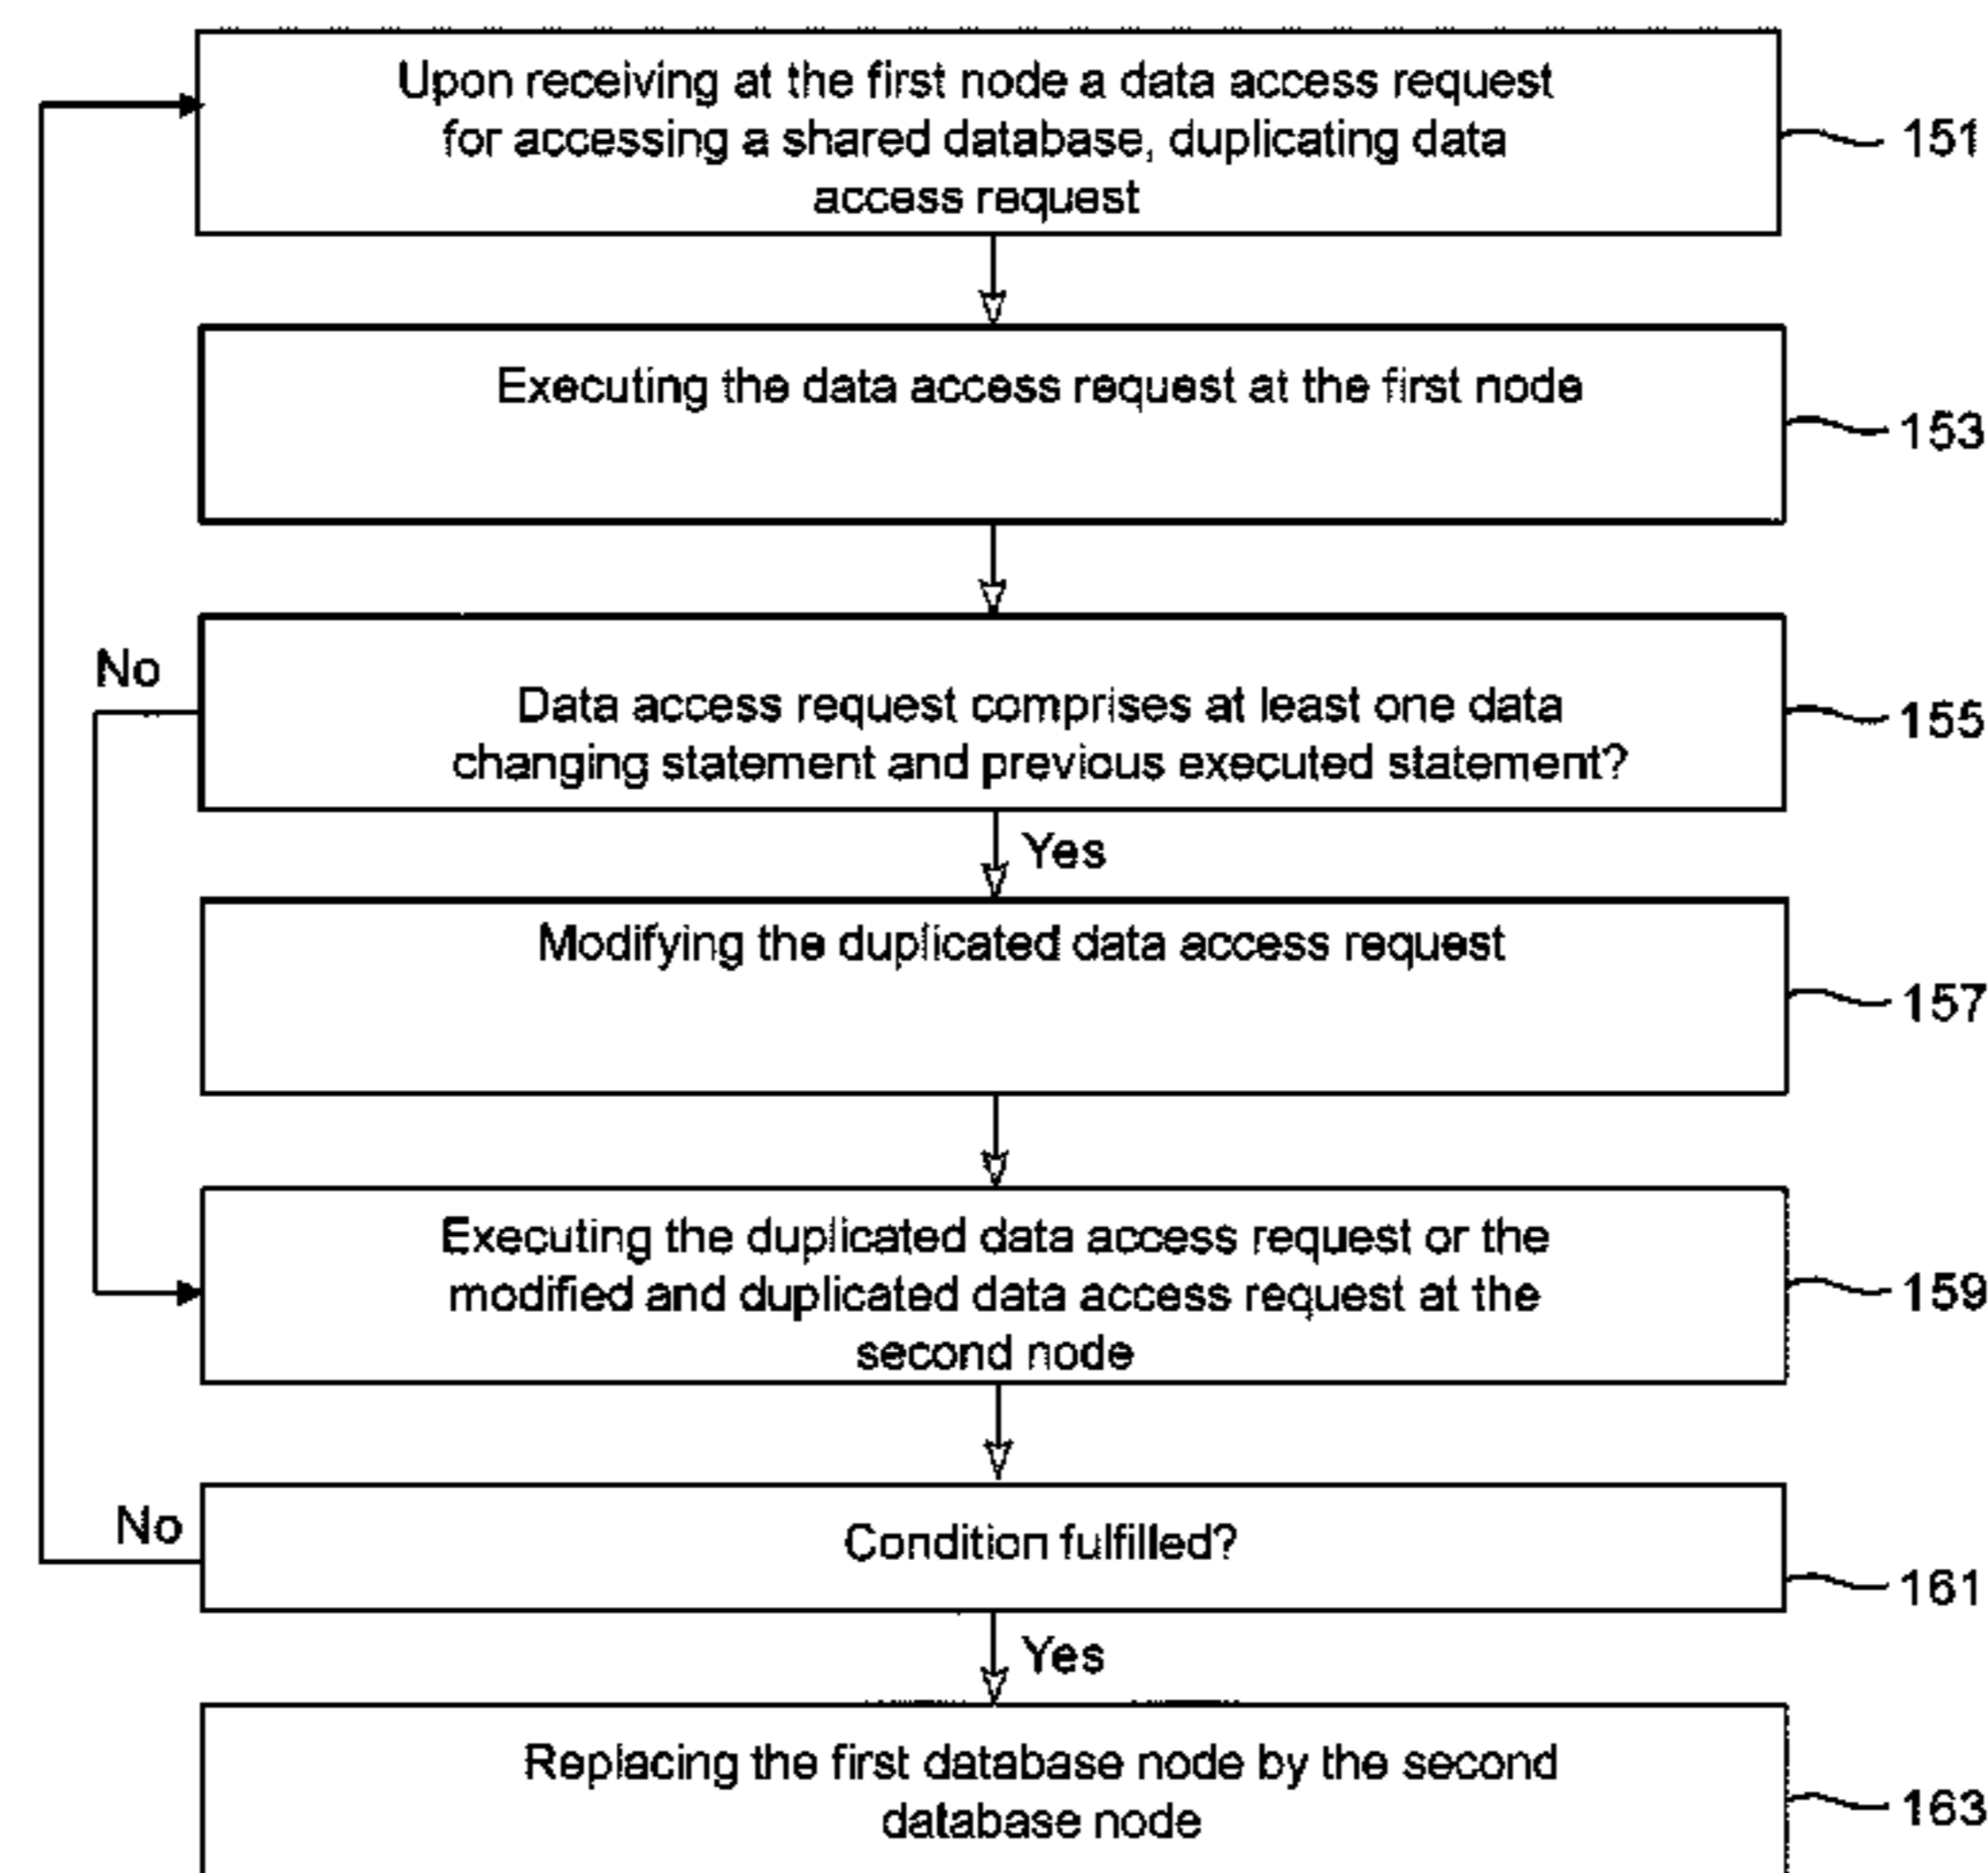 Upon receiving at the first node a data access request
for accessing a shared database, duplicating data
access request
151
Executing the data access request at the first node
153
No
Data access request comprises at least one data
changing statement and previous executed statement?
155
Yes
Modifying the duplicated data access request
157
Executing the duplicated data access request or the
modified and duplicated data access request at the
second node
159
No
Condition fulfilled?
161
Yes
Replacing the first database node by the second
database node
163